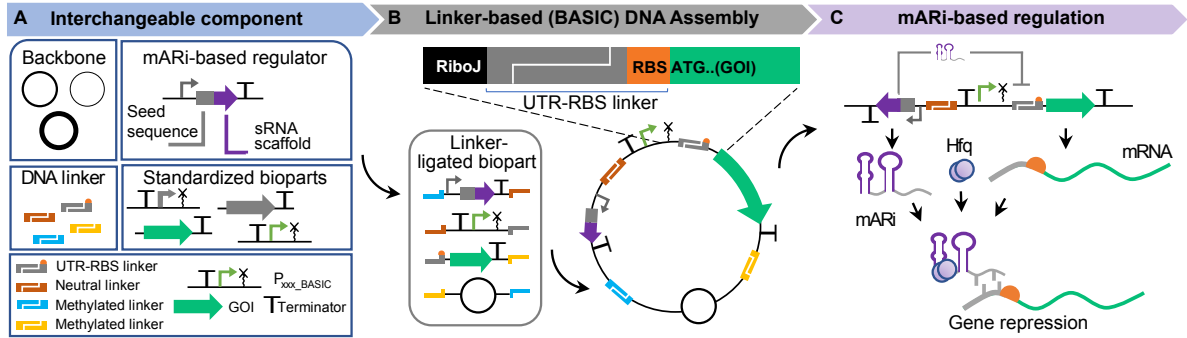 A Interchangeable component
Backbone
mARi-based regulator
Seed
sequence
sRNA
scaffold
DNA linker
Standardized bioparts
UTR-RBS linker
Neutral linker
Methylated linker
Methylated linker
Pxxx_BASIC
GOI
Terminator
B Linker-based (BASIC) DNA Assembly
RiboJ
RBS
ATG..(GOI)
UTR-RBS linker
Linker-
ligated biopart
C mARi-based regulation
Hfq
mRNA
mARi
Gene repression